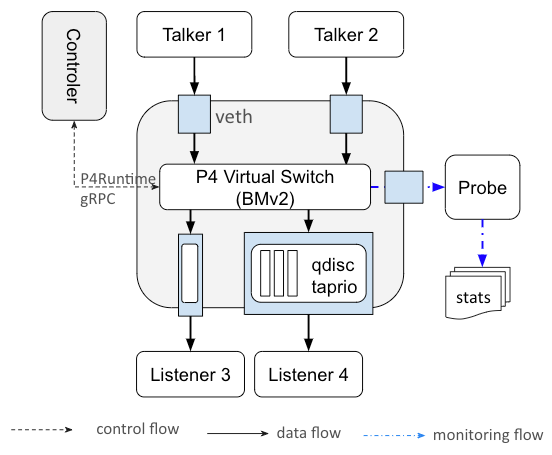 Controler
Talker 1
Talker 2
veth
P4Runtime
gRPC
P4 Virtual Switch
(BMv2)
Probe
qdisc
taprio
stats
Listener 3
Listener 4
control flow
data flow
monitoring flow